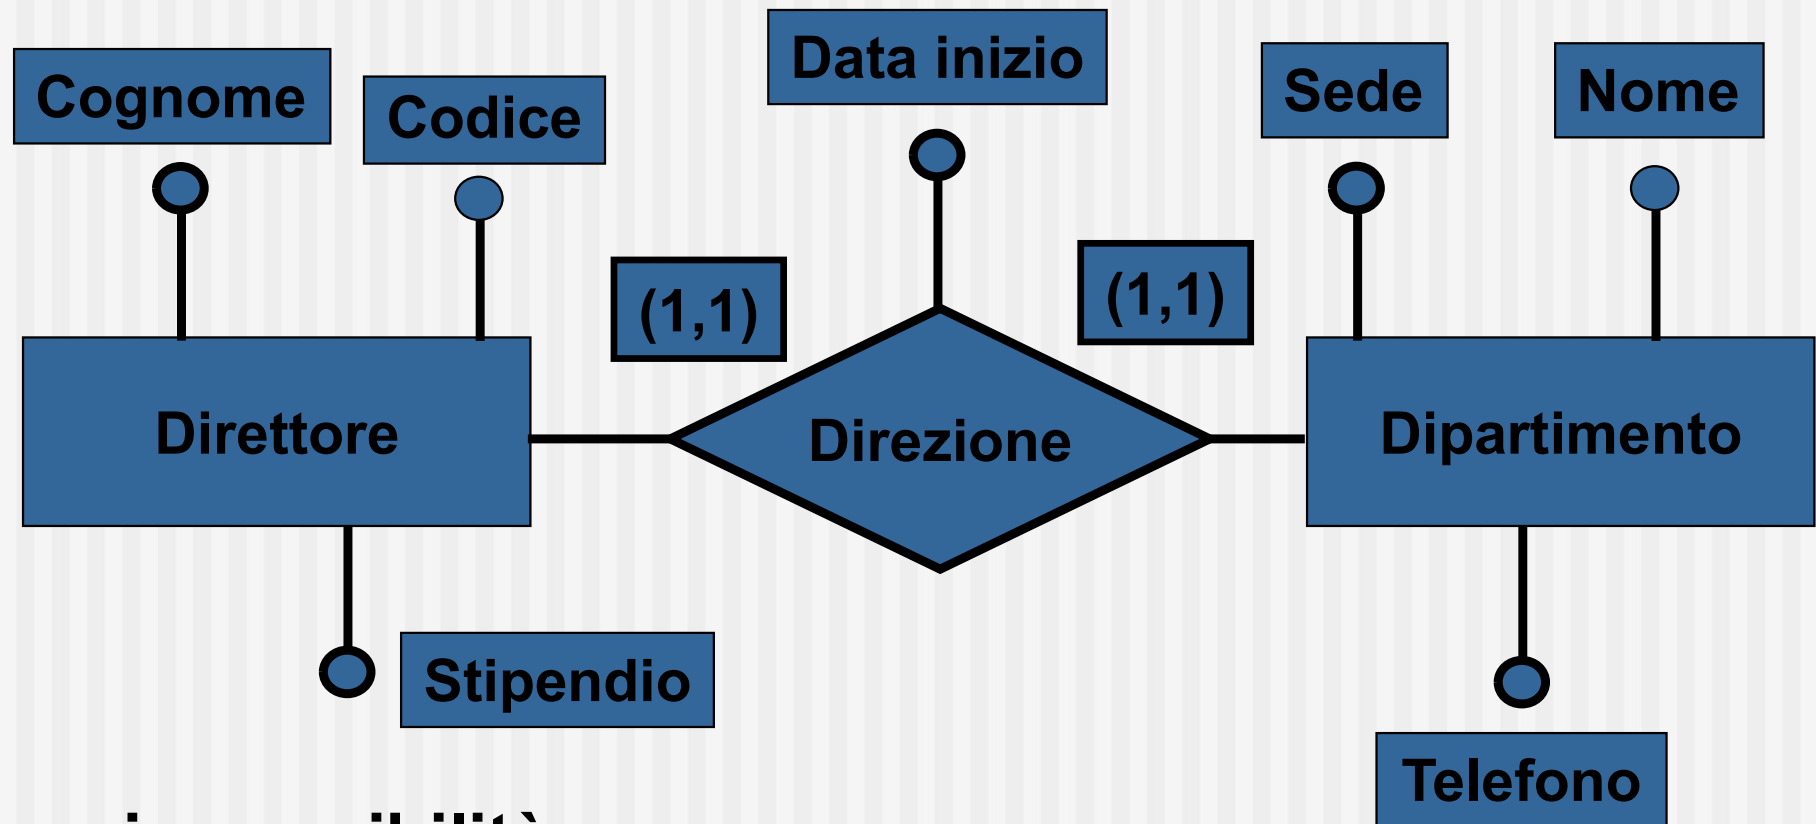 Data inizio
Cognome
Codice
Sede
Nome
(1,1)
(1,1)
Direttore
Direzione
Dipartimento
Stipendio
Telefono